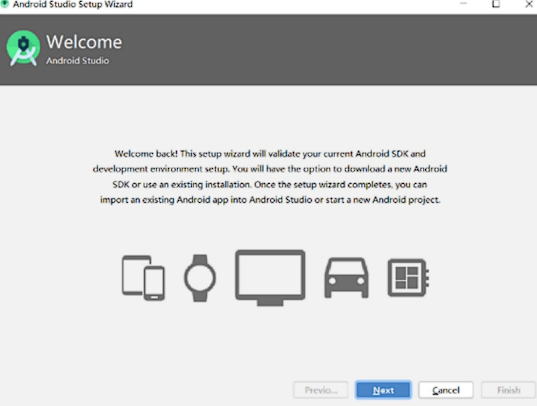 Android Studio Setup Wizard
Welcome
Android Studio
Welcome back! This setup wizard will validate your current Android SDK and
development environment setup. You will have the option to download a new Android
SDK or use an existing installation. Once the setup wizard completes, you can
import an existing Android app into Android Studio or start a new Android project.
Previo... Next Cancel Finish